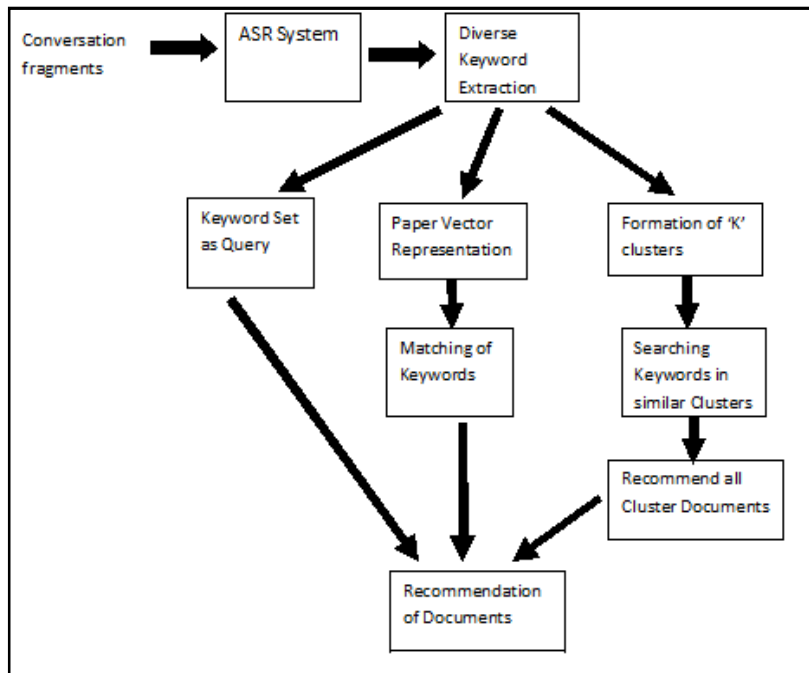 Conversation
fragments
ASR System
Diverse
Keyword
Extraction
Keyword Set
as Query
Paper Vector
Representation
Formation of ‘K’
clusters
Matching of
Keywords
Searching
Keywords in
similar Clusters
Recommend all
Cluster Documents
Recommendation
of Documents